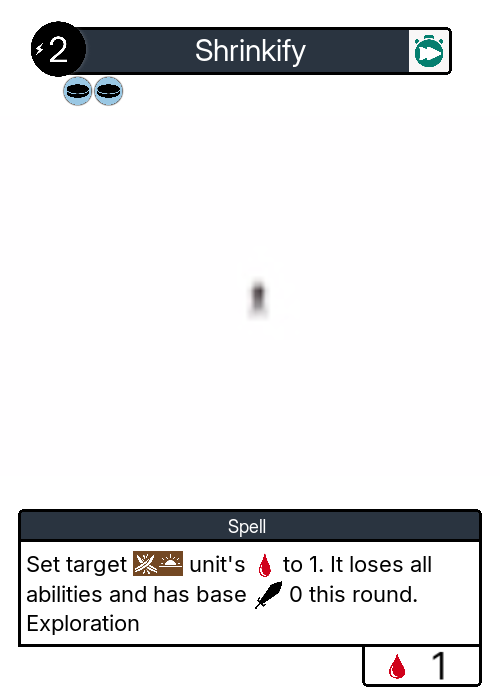 2
Shrinkify
Spell
Set target unit's to 1. It loses all
abilities and has base 0 this round.
Exploration
1